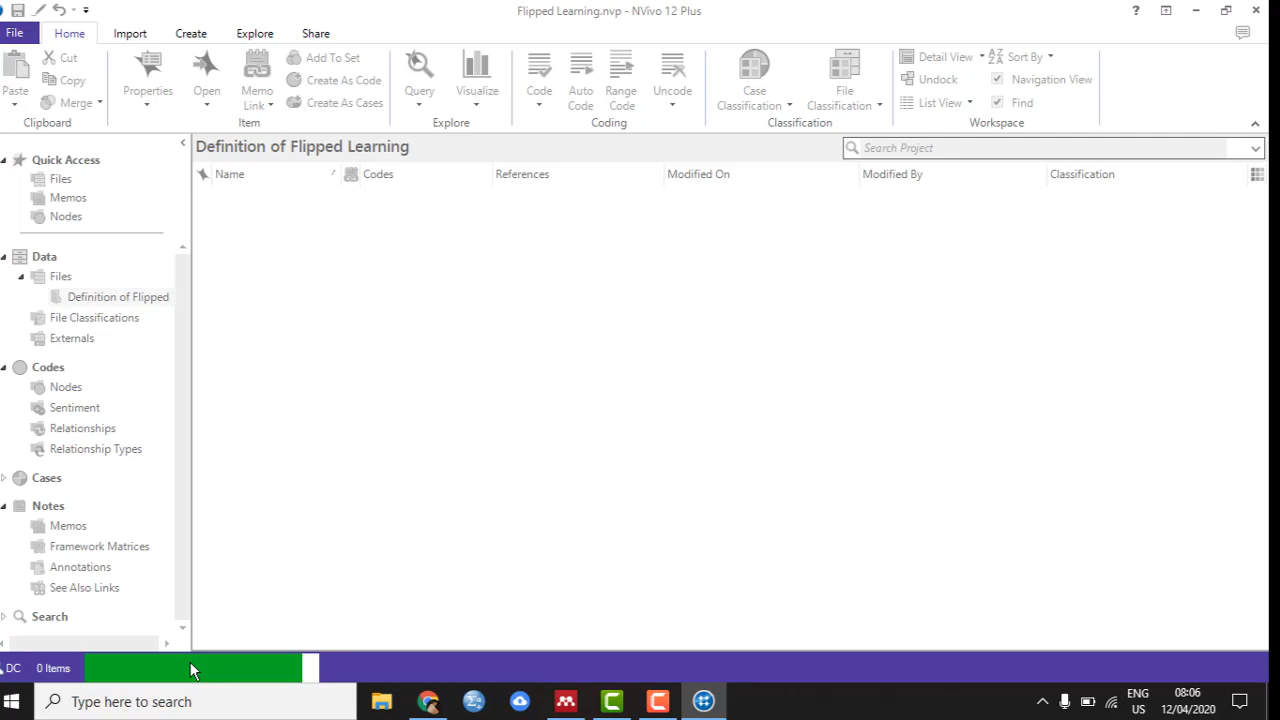 Flipped Learning.nvp - NVivo 12 Plus
?
File Home Import Create Explore Share
Paste
Cut
Copy
Merge
Clipboard
Properties
Open
Memo
Link
Add To Set
Create As Code
Create As Cases
Item
Query
Visualize
Explore
Code
Auto
Code
Range
Code
Uncode
Coding
Case
Classification
File
Classification
Classification
Detail View
Undock
List View
Sort By
Navigation View
Find
Workspace
Quick Access
Files
Memos
Nodes
Data
Files
Definition of Flipped
File Classifications
Externals
Codes
Nodes
Sentiment
Relationships
Relationship Types
Cases
Notes
Memos
Framework Matrices
Annotations
See Also Links
Search
Definition of Flipped Learning
Search Project
Name Codes References Modified On Modified By Classification
DC 0 Items
Type here to search
ENG
US
08:06
12/04/2020